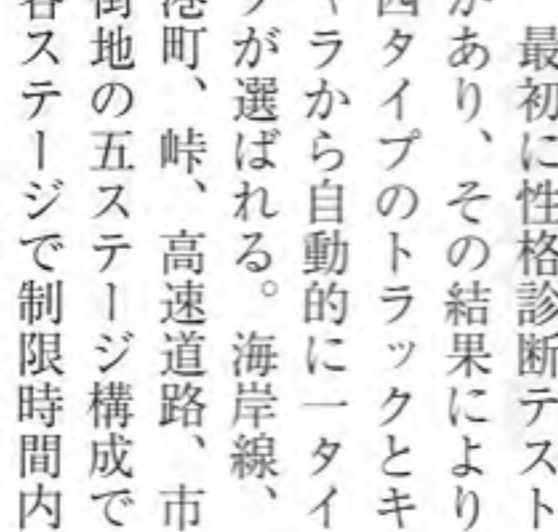 最初に性格診断テスト
があり、その結果により
四タイプのトラックとキ
ャラから自動的に一タイ
プが選ばれる。海岸線、
港町、峠、高速道路、市
街地の五ステージ構成で
各ステージで制限時間内